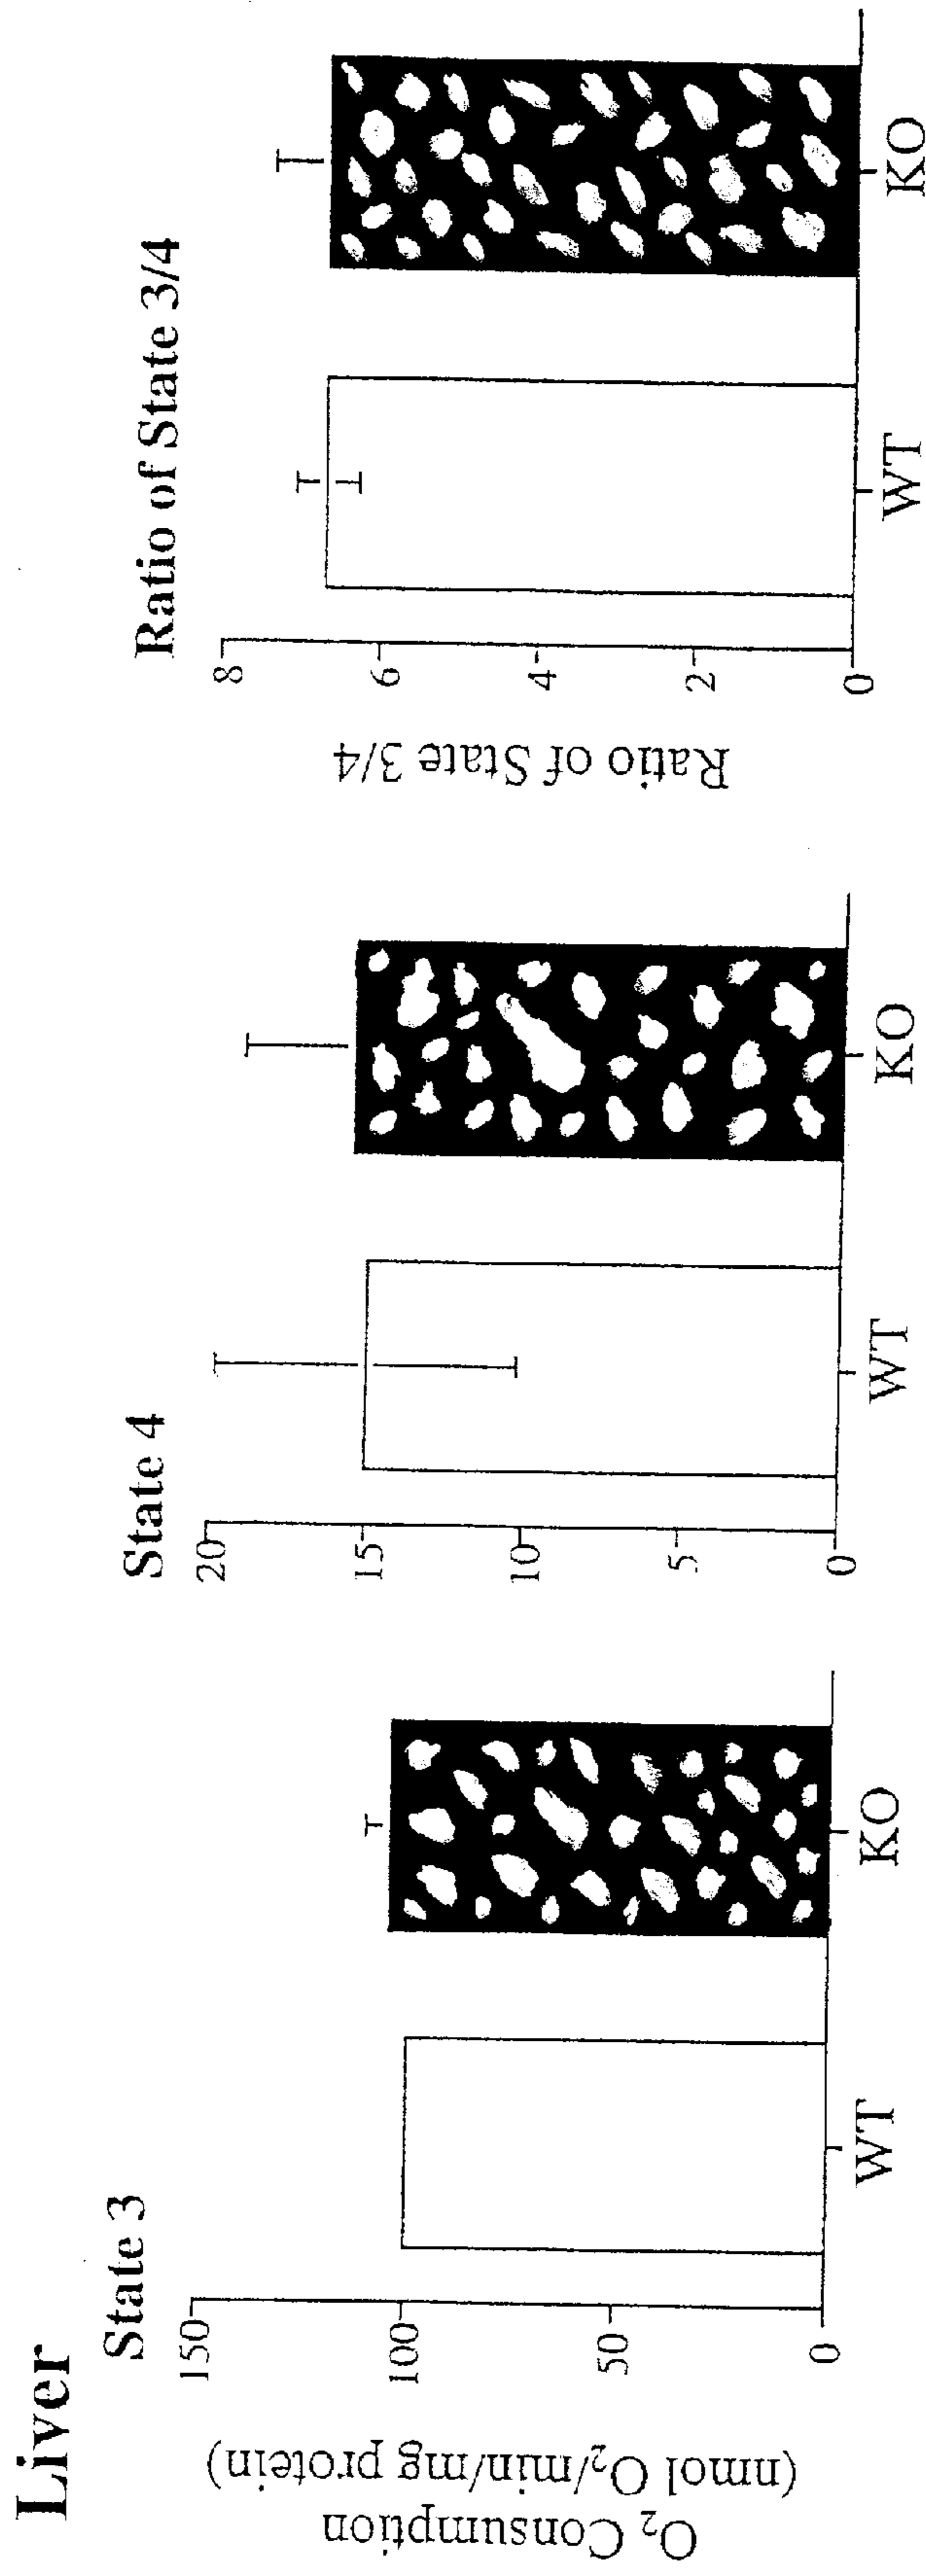 Liver
State 3
O₂ Consumption
(nmol O₂/min/mg protein)
150
100
50
0
WT
KO
State 4
20
15
10
5
0
WT
KO
Ratio of State 3/4
Ratio of State 3/4
8
6
4
2
0
WT
KO